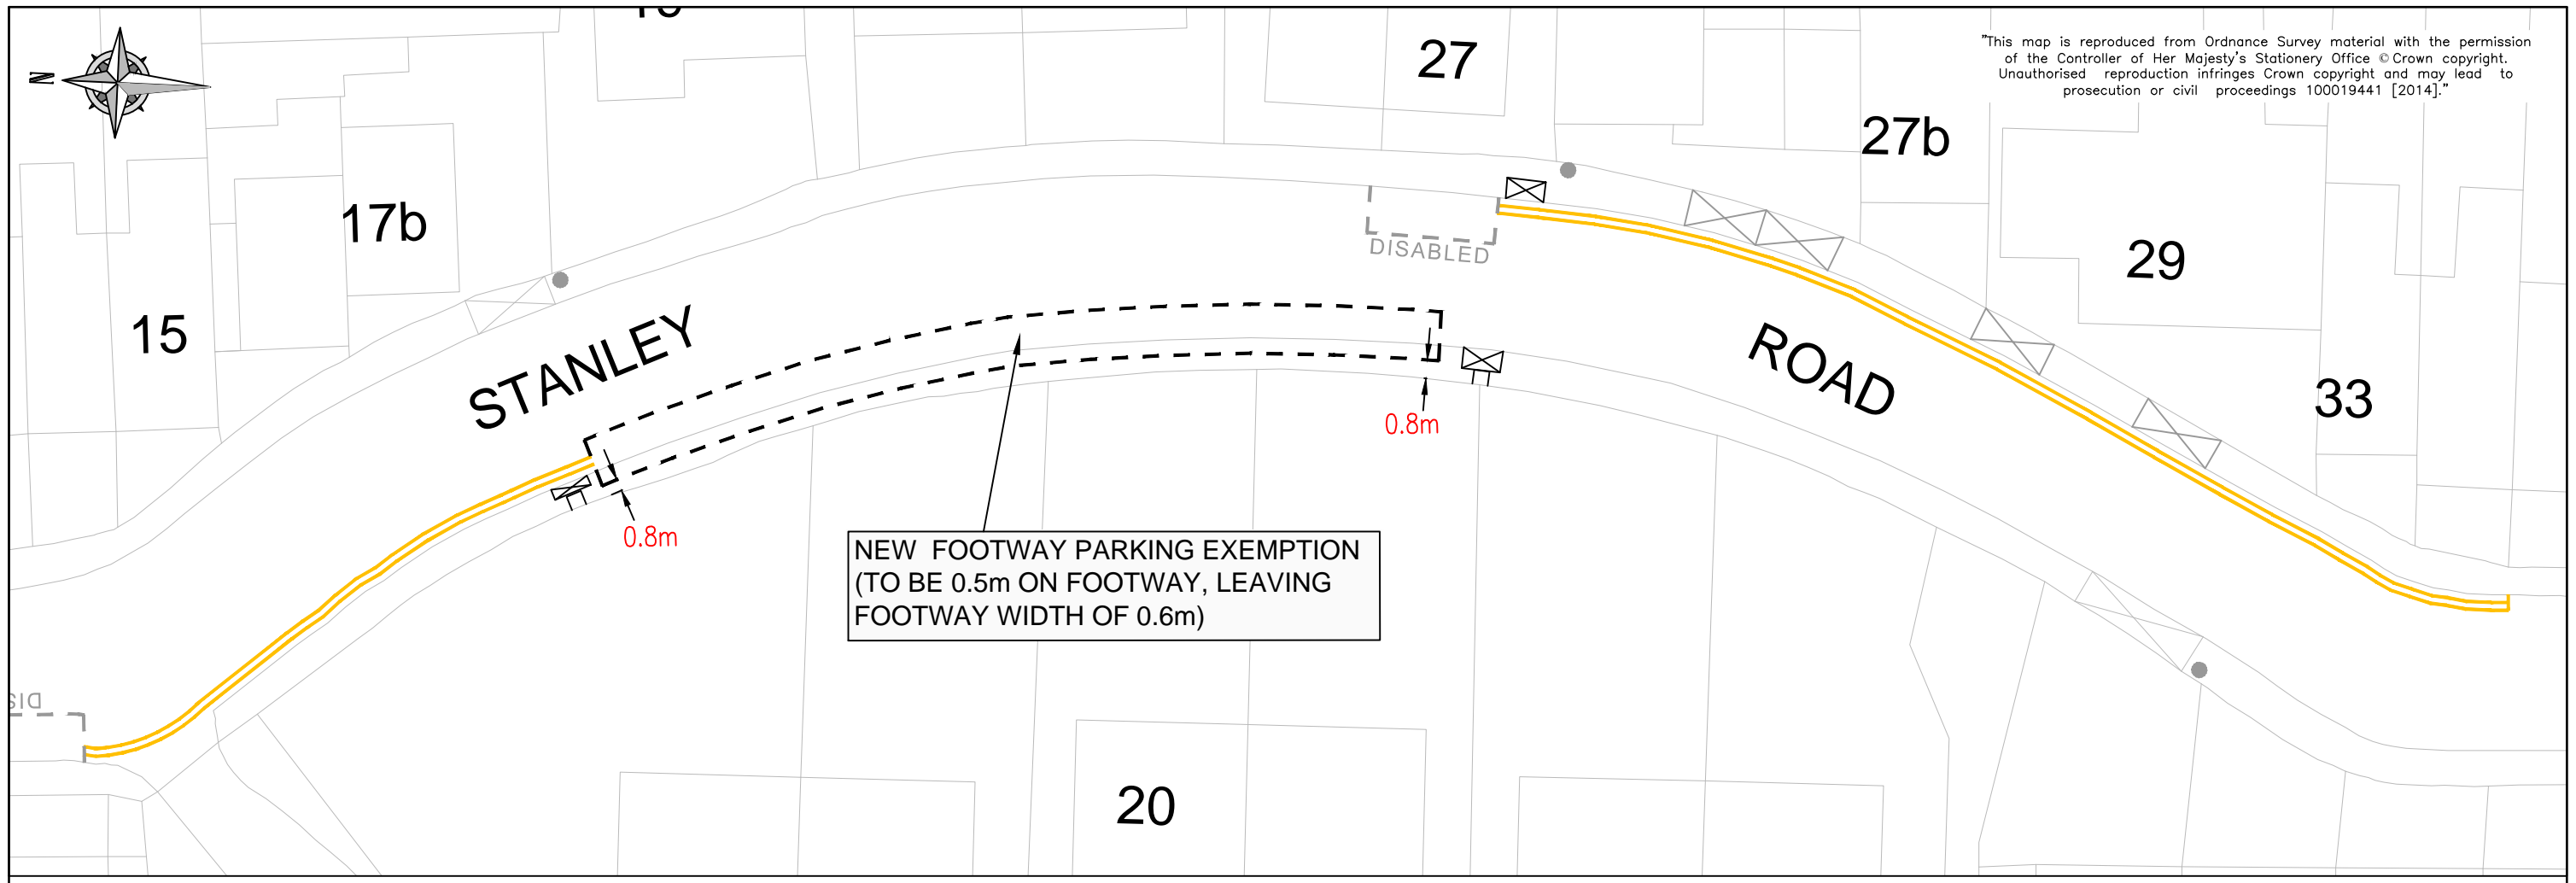 "This map is reproduced from Ordnance Survey material with the permission
of the Controller of Her Majesty's Stationery Office © Crown copyright.
Unauthorised reproduction infringes Crown copyright and may lead to
prosecution or civil proceedings 100019441 [2014]."
N
27
27b
17b
15
29
33
DISABLED
STANLEY
ROAD
0.8m
0.8m
NEW FOOTWAY PARKING EXEMPTION
(TO BE 0.5m ON FOOTWAY, LEAVING
FOOTWAY WIDTH OF 0.6m)
DIS
20